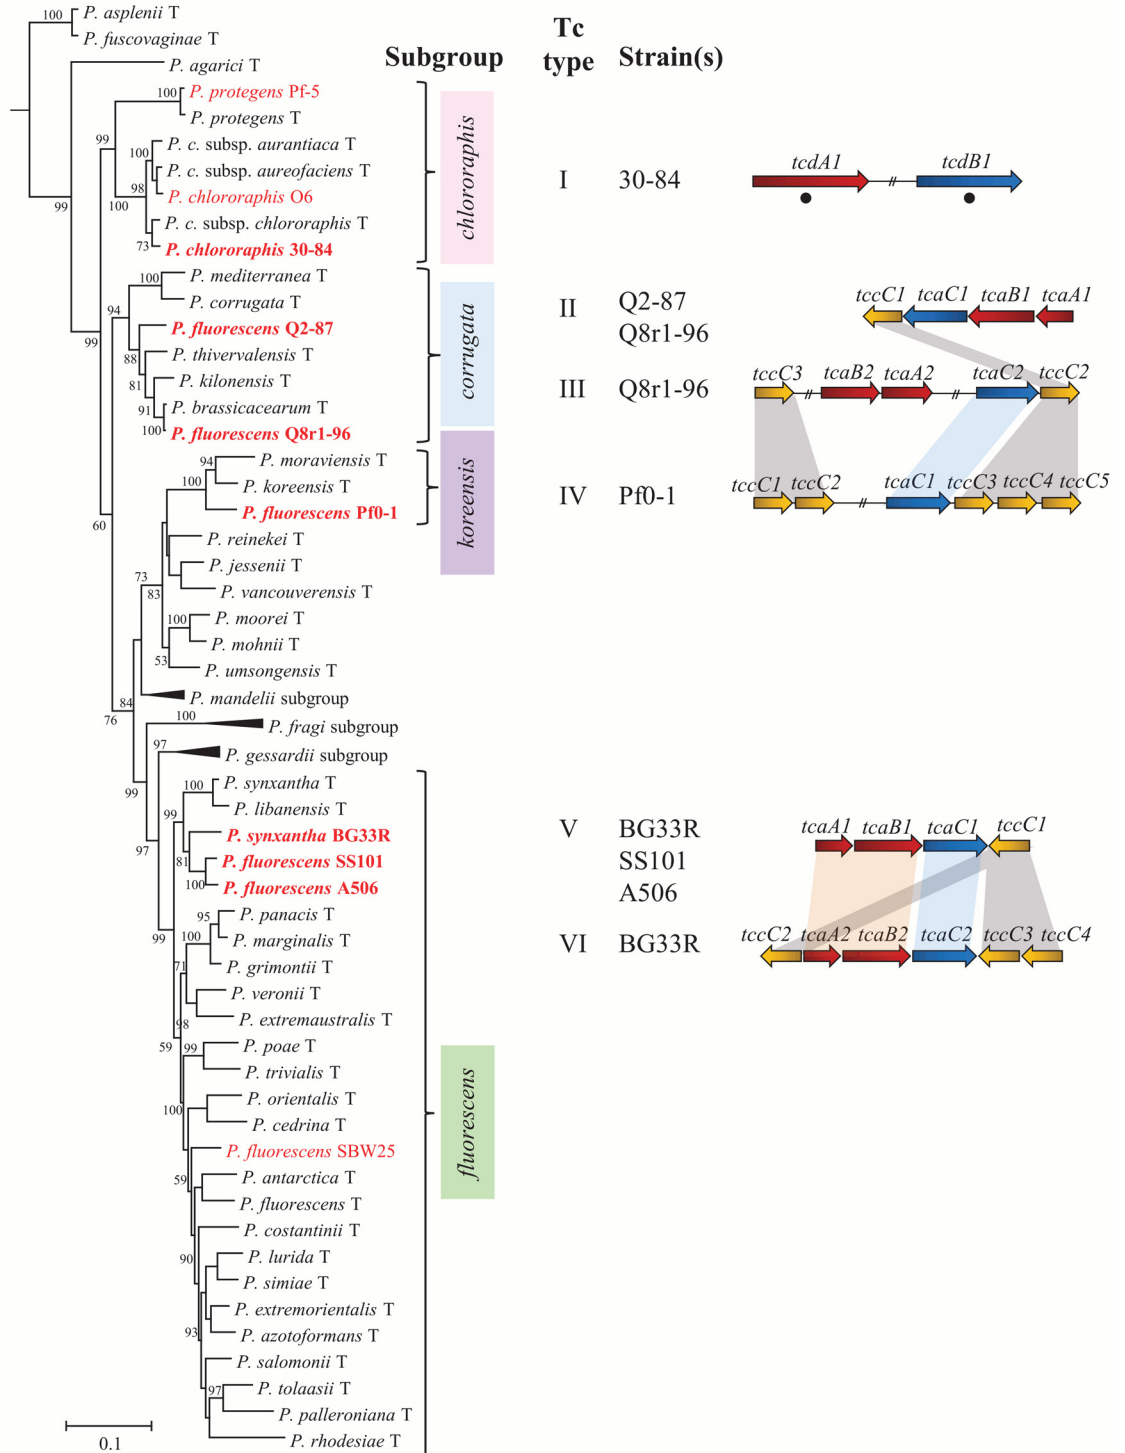 Subgroup
Tc type
Strain(s)
100
P. asplenii T
P. fuscovaginae T
P. agarici T
99
100
P. protegens Pf-5
P. protegens T
99
100
P. c. subsp. aurantiaca T
P. c. subsp. aureofaciens T
98
P. chlororaphis O6
100
P. c. subsp. chlororaphis T
73
P. chlororaphis 30-84
chlororaphis
99
100
P. mediterranea T
P. corrugata T
94
P. fluorescens Q2-87
88
P. thivervalensis T
81
P. kilonensis T
91
P. brassicacearum T
100
P. fluorescens Q8r1-96
corrugata
60
94
P. moraviensis T
100
P. koreensis T
P. fluorescens Pf0-1
koreensis
P. reinekei T
P. jessenii T
73
83
P. vancouverensis T
100
P. moorei T
P. mohnii T
53
P. umsongensis T
84
76
P. mandelii subgroup
100
P. fragi subgroup
97
P. gessardii subgroup
99
100
P. synxantha T
P. libanensis T
99
97
P. synxantha BG33R
81
P. fluorescens SS101
100
P. fluorescens A506
95
P. panacis T
99
100
P. marginalis T
71
P. grimontii T
P. veronii T
98
P. extremaustralis T
59
99
P. poae T
P. trivialis T
100
P. orientalis T
P. cedrina T
P. fluorescens SBW25
59
P. antarctica T
P. fluorescens T
fluorescens
90
P. costantinii T
P. lurida T
P. simiae T
P. extremorientalis T
93
P. azotoformans T
P. salomonii T
97
P. tolaasii T
P. palleroniana T
P. rhodesiae T
0.1
I
30-84
tcdA1
tcdB1
II
Q2-87
Q8r1-96
tccC1
tcaC1
tcaB1
tcaA1
III
Q8r1-96
tccC3
tcaB2
tcaA2
tcaC2
tccC2
IV
Pf0-1
tccC1
tccC2
tcaC1
tccC3
tccC4
tccC5
V
BG33R
SS101
A506
tcaA1
tcaB1
tcaC1
tccC1
VI
BG33R
tccC2
tcaA2
tcaB2
tcaC2
tccC3
tccC4